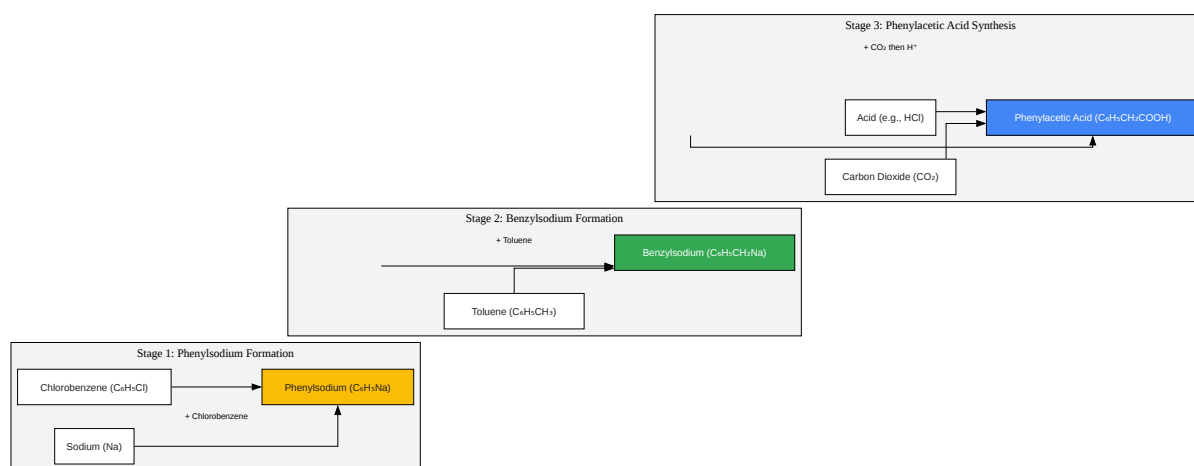 Stage 3: Phenylacetic Acid Synthesis
+ CO₂ then H⁺
Acid (e.g., HCl)
Phenylacetic Acid (C₆H₅CH₂COOH)
Carbon Dioxide (CO₂)
Stage 2: Benzylsodium Formation
+ Toluene
Benzylsodium (C₆H₅CH₂Na)
Toluene (C₆H₅CH₃)
Stage 1: Phenylsodium Formation
Chlorobenzene (C₆H₅Cl)
Phenylsodium (C₆H₅Na)
+ Chlorobenzene
Sodium (Na)